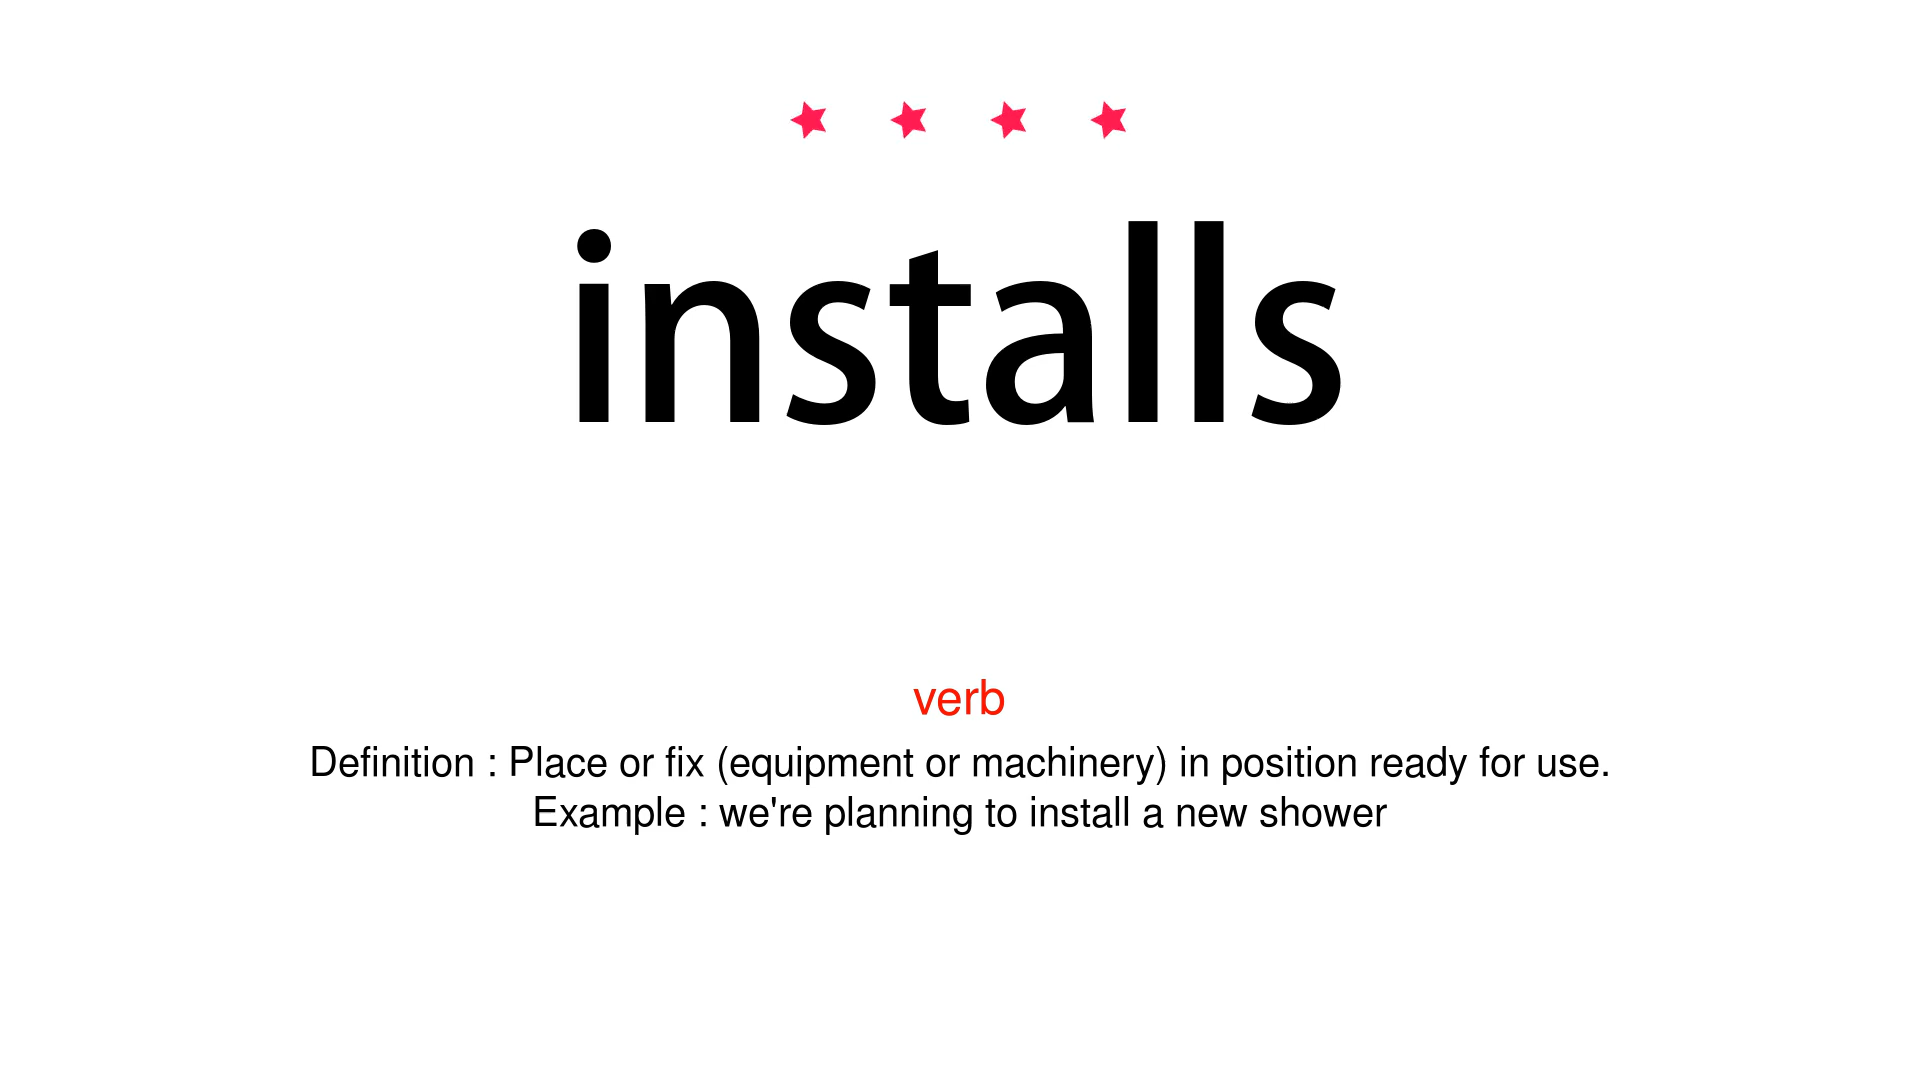 installs
verb
Definition : Place or fix (equipment or machinery) in position ready for use.
Example : we're planning to install a new shower